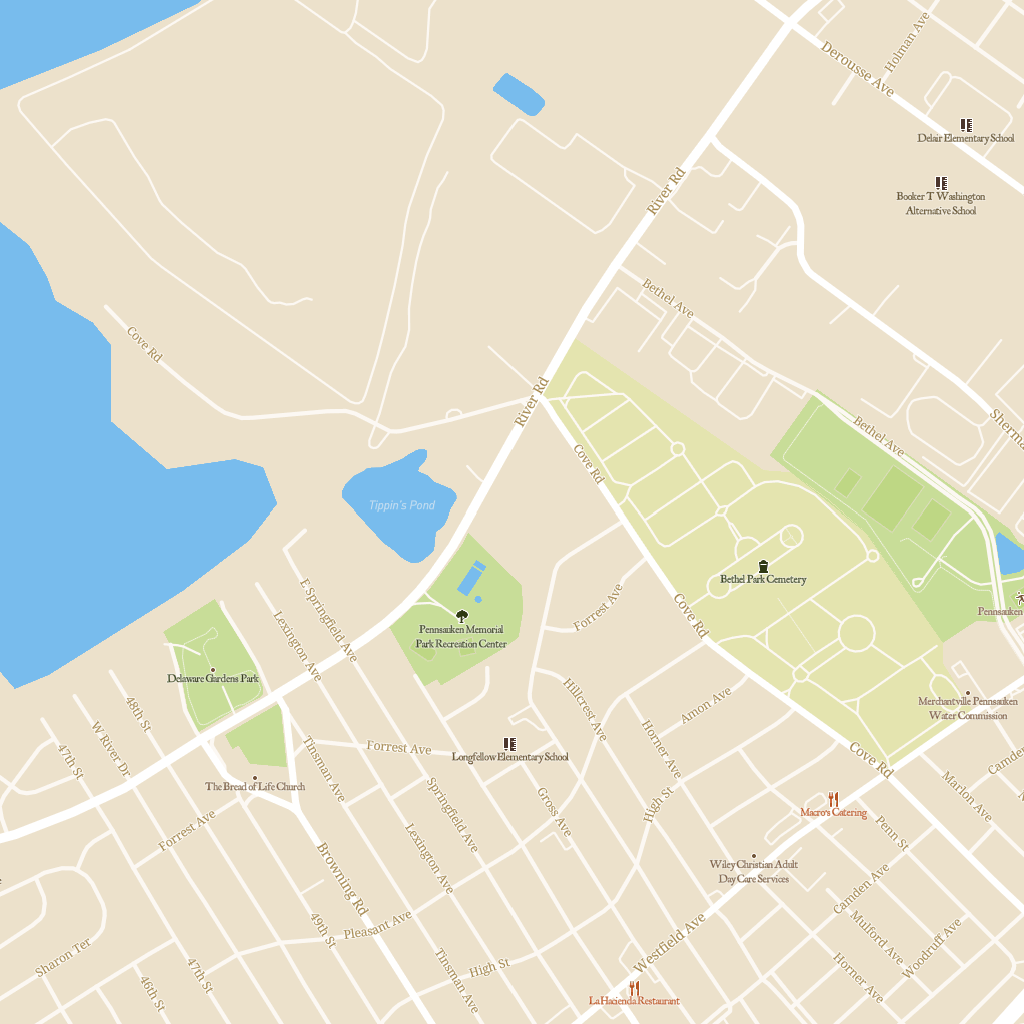 Holman Ave
Derousse Ave
Delair Elementary School
Booker T Washington
Alternative School
River Rd
Bethel Ave
Cove Rd
River Rd
Bethel Ave
Cove Rd
Tippin's Pond
Bethel Park Cemetery
E Springfield Ave
Lexington Ave
Forrest Ave
Cove Rd
Pennsauken
Pennsauken Memorial
Park Recreation Center
Delaware Gardens Park
Hillcrest Ave
Amon Ave
Merchantville Pennsauken
Water Commission
48th St
W River Dr
47th St
Tinsman Ave
Forrest Ave
Longfellow Elementary School
Horner Ave
Cove Rd
Marlon Ave
The Bread of Life Church
Springfield Ave
Gross Ave
High St
Macro's Catering
Penn St
Forrest Ave
Lexington Ave
Browning Rd
Wiley Christian Adult
Day Care Services
Camden Ave
Pleasant Ave
49th St
Westfield Ave
Mulford Ave
Woodruff Ave
Sharon Ter
47th St
46th St
High St
Tinsman Ave
Horner Ave
La Hacienda Restaurant